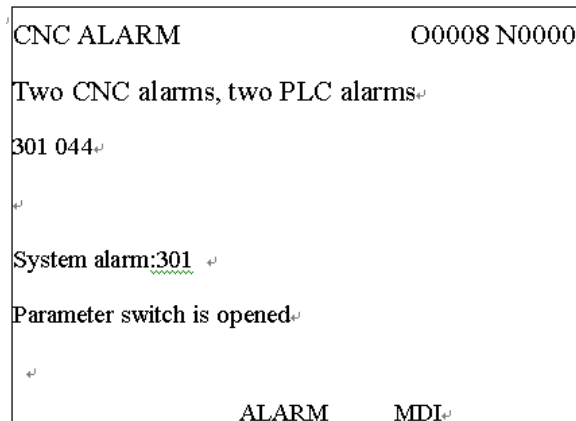 CNC ALARM O0008 N0000
Two CNC alarms, two PLC alarms
301 044
System alarm:301
Parameter switch is opened
ALARM MDI